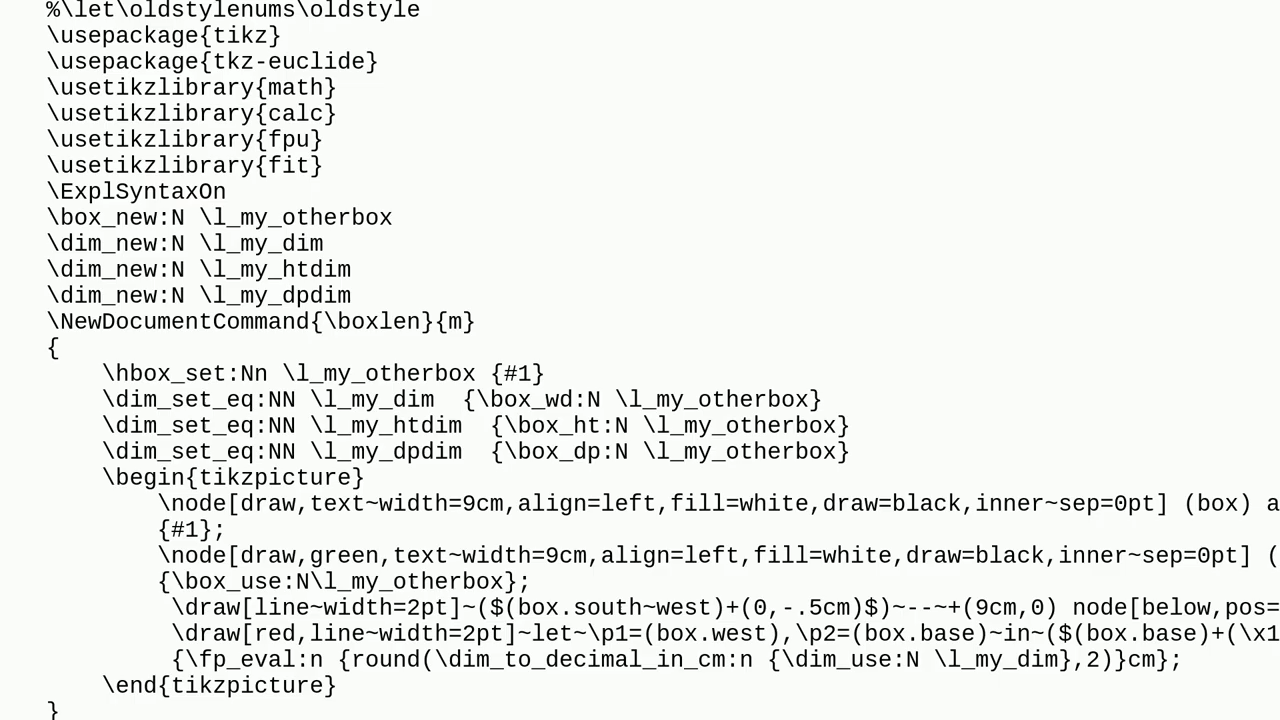 %\let\oldstylenums\oldstyle
\usepackage{tikz}
\usepackage{tkz-euclide}
\usetikzlibrary{math}
\usetikzlibrary{calc}
\usetikzlibrary{fpu}
\usetikzlibrary{fit}
\ExplSyntaxOn
\box_new:N \l_my_otherbox
\dim_new:N \l_my_dim
\dim_new:N \l_my_htdim
\dim_new:N \l_my_dpdim
\NewDocumentCommand{\boxlen}{m}
{
    \hbox_set:Nn \l_my_otherbox {#1}
    \dim_set_eq:NN \l_my_dim  {\box_wd:N \l_my_otherbox}
    \dim_set_eq:NN \l_my_htdim  {\box_ht:N \l_my_otherbox}
    \dim_set_eq:NN \l_my_dpdim  {\box_dp:N \l_my_otherbox}
    \begin{tikzpicture}
        \node[draw,text~width=9cm,align=left,fill=white,draw=black,inner~sep=0pt] (box) a
        {#1};
        \node[draw,green,text~width=9cm,align=left,fill=white,draw=black,inner~sep=0pt] (
        {\box_use:N\l_my_otherbox};
         \draw[line~width=2pt]~($(box.south~west)+(0,-.5cm)$)~--~+(9cm,0) node[below,pos=
         \draw[red,line~width=2pt]~let~\p1=(box.west),\p2=(box.base)~in~($(box.base)+(\x1
         {\fp_eval:n {round(\dim_to_decimal_in_cm:n {\dim_use:N \l_my_dim},2)}cm};
    \end{tikzpicture}
}